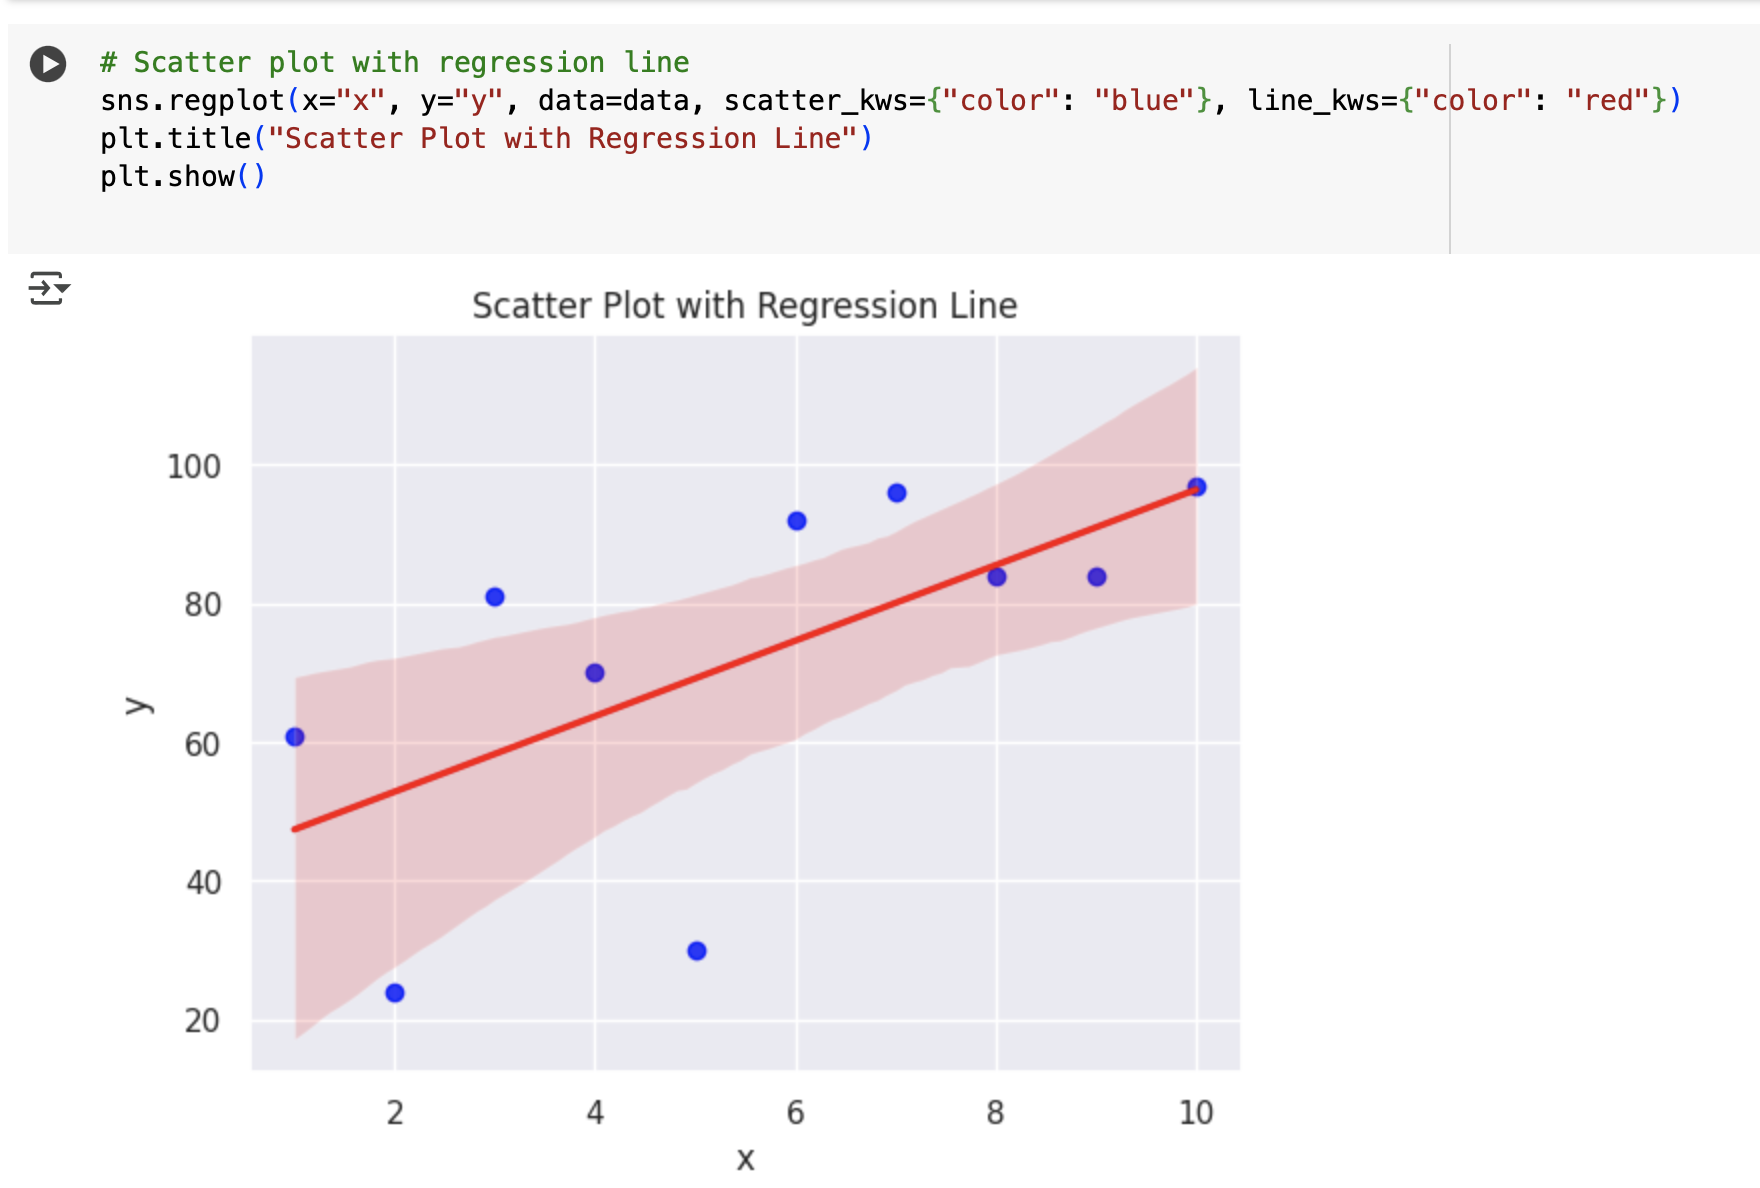 # Scatter plot with regression line
sns.regplot(x="x", y="y", data=data, scatter_kws={"color": "blue"}, line_kws={"color": "red"})
plt.title("Scatter Plot with Regression Line")
plt.show()
Scatter Plot with Regression Line
100
80
60
40
20
y
2 4 6 8 10
x